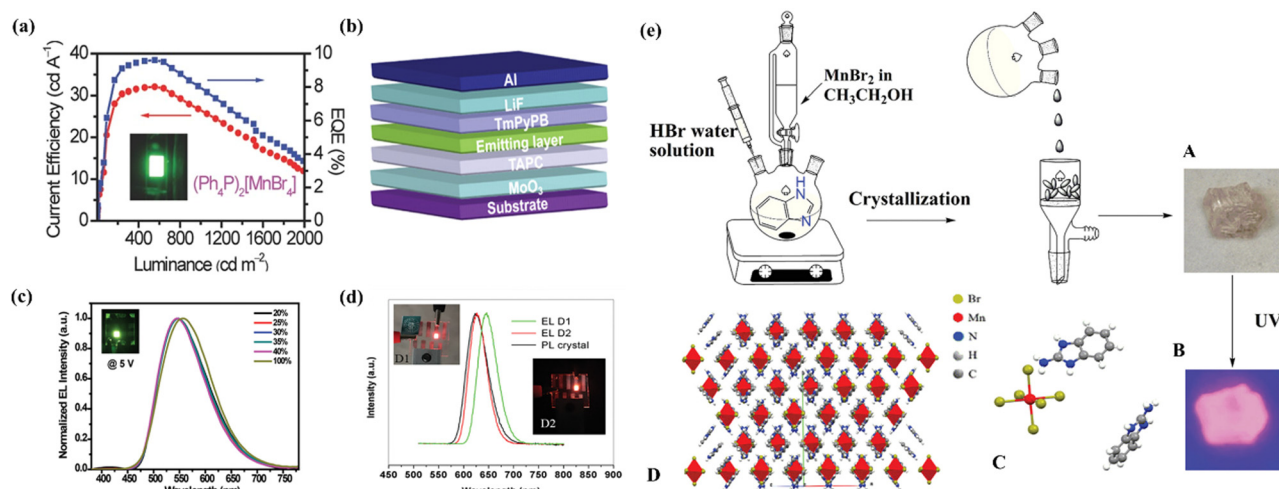 (a)
Current Efficiency (cd A⁻¹)
40
35
30
25
20
15
10
5
0
10
8
6
4
2
0
EQE (%)
(Ph₄P)₂[MnBr₄]
400 800 1200 1600 2000
Luminance (cd m⁻²)
(b)
Al
LiF
TmPyPB
Emitting layer
TAPC
MoO₃
Substrate
(c)
Normalized EL Intensity (a.u.)
1.0
0.8
0.6
0.4
0.2
0.0
@ 5 V
20%
25%
30%
35%
40%
100%
400 450 500 550 600 650 700 750
Wavelength (nm)
(d)
Intensity (a.u.)
D1
EL D1
EL D2
PL crystal
D2
450 500 550 600 650 700 750 800 850 900
Wavelength (nm)
(e)
MnBr₂ in
CH₃CH₂OH
HBr water
solution
H
N
N
Crystallization
A
UV
B
Br
Mn
N
H
C
C
D